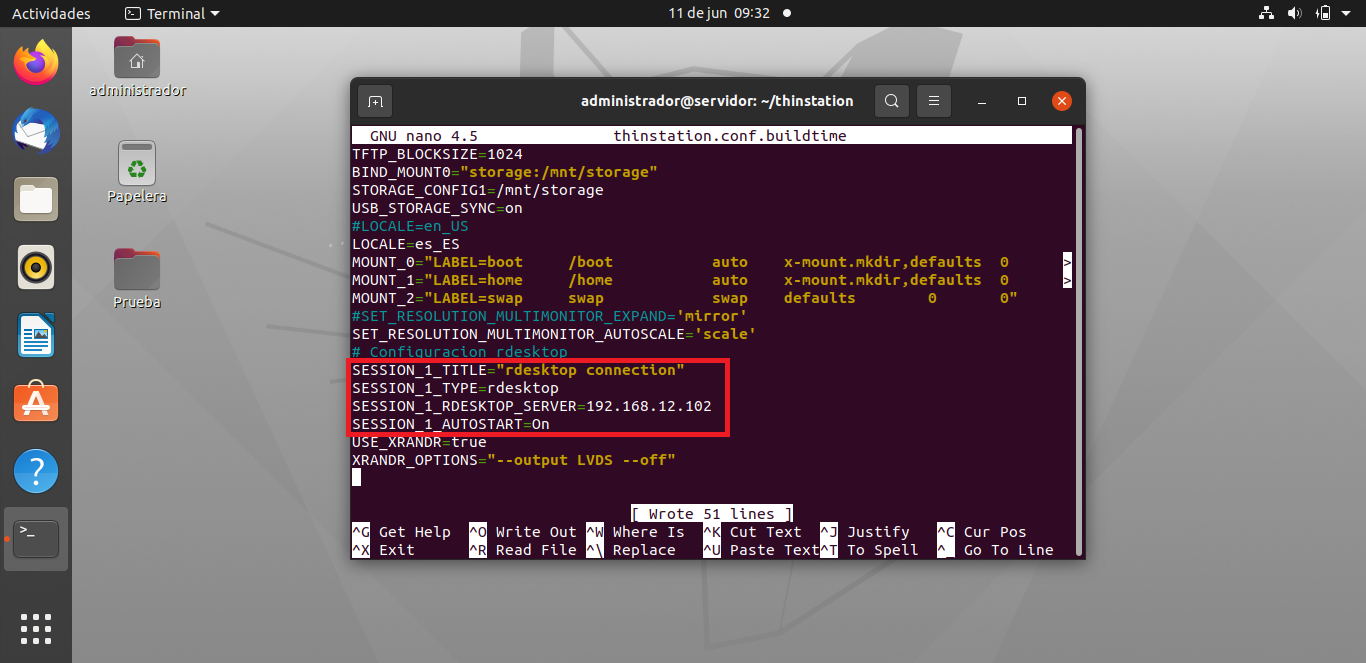 Actividades Terminal 11 de jun 09:32
administrador
Papelera
Prueba
administrador@servidor: ~/thinstation
GNU nano 4.5 thinstation.conf.buildtime
TFTP_BLOCKSIZE=1024
BIND_MOUNT0="storage:/mnt/storage"
STORAGE_CONFIG1=/mnt/storage
USB_STORAGE_SYNC=on
#LOCALE=en_US
LOCALE=es_ES
MOUNT_0="LABEL=boot /boot auto x-mount.mkdir,defaults 0 >
MOUNT_1="LABEL=home /home auto x-mount.mkdir,defaults 0 >
MOUNT_2="LABEL=swap swap swap defaults 0 0"
#SET_RESOLUTION_MULTIMONITOR_EXPAND='mirror'
SET_RESOLUTION_MULTIMONITOR_AUTOSCALE='scale'
# Configuracion rdesktop
SESSION_1_TITLE="rdesktop connection"
SESSION_1_TYPE=rdesktop
SESSION_1_RDESKTOP_SERVER=192.168.12.102
SESSION_1_AUTOSTART=On
USE_XRANDR=true
XRANDR_OPTIONS="--output LVDS --off"
[ Wrote 51 lines ]
^G Get Help ^O Write Out ^W Where Is ^K Cut Text ^J Justify ^C Cur Pos
^X Exit ^R Read File ^\ Replace ^U Paste Text ^T To Spell ^_ Go To Line